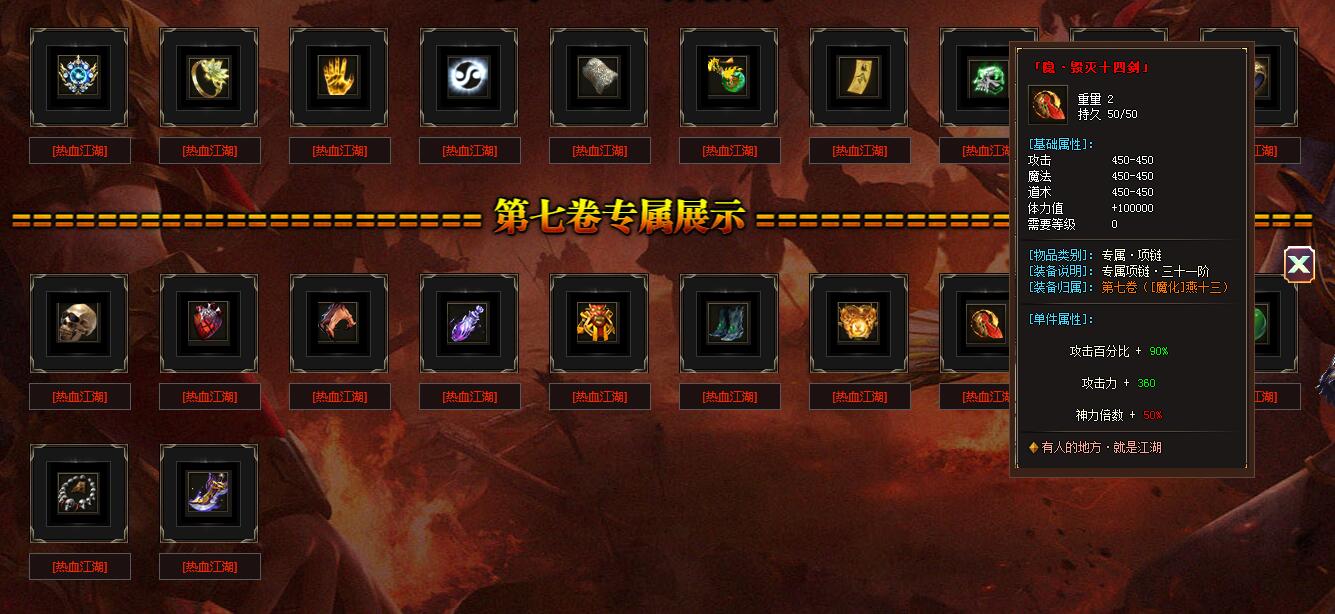 [热血江湖] [热血江湖] [热血江湖] [热血江湖] [热血江湖] [热血江湖] [热血江湖] [热血江湖
第七卷专属展示
[热血江湖] [热血江湖] [热血江湖] [热血江湖] [热血江湖] [热血江湖] [热血江湖] [热血江湖
[热血江湖] [热血江湖]
「隐·毁灭十四剑」
重量 2
持久 50/50
[基础属性]:
攻击 450-450
魔法 450-450
道术 450-450
体力值 +100000
需要等级 0
[物品类别]: 专属·项链
[装备说明]: 专属项链·三十一阶
[装备归属]: 第七卷（[魔化]燕十三）
[单件属性]:
攻击百分比 + 90%
攻击力 + 360
神力倍数 + 50%
有人的地方·就是江湖